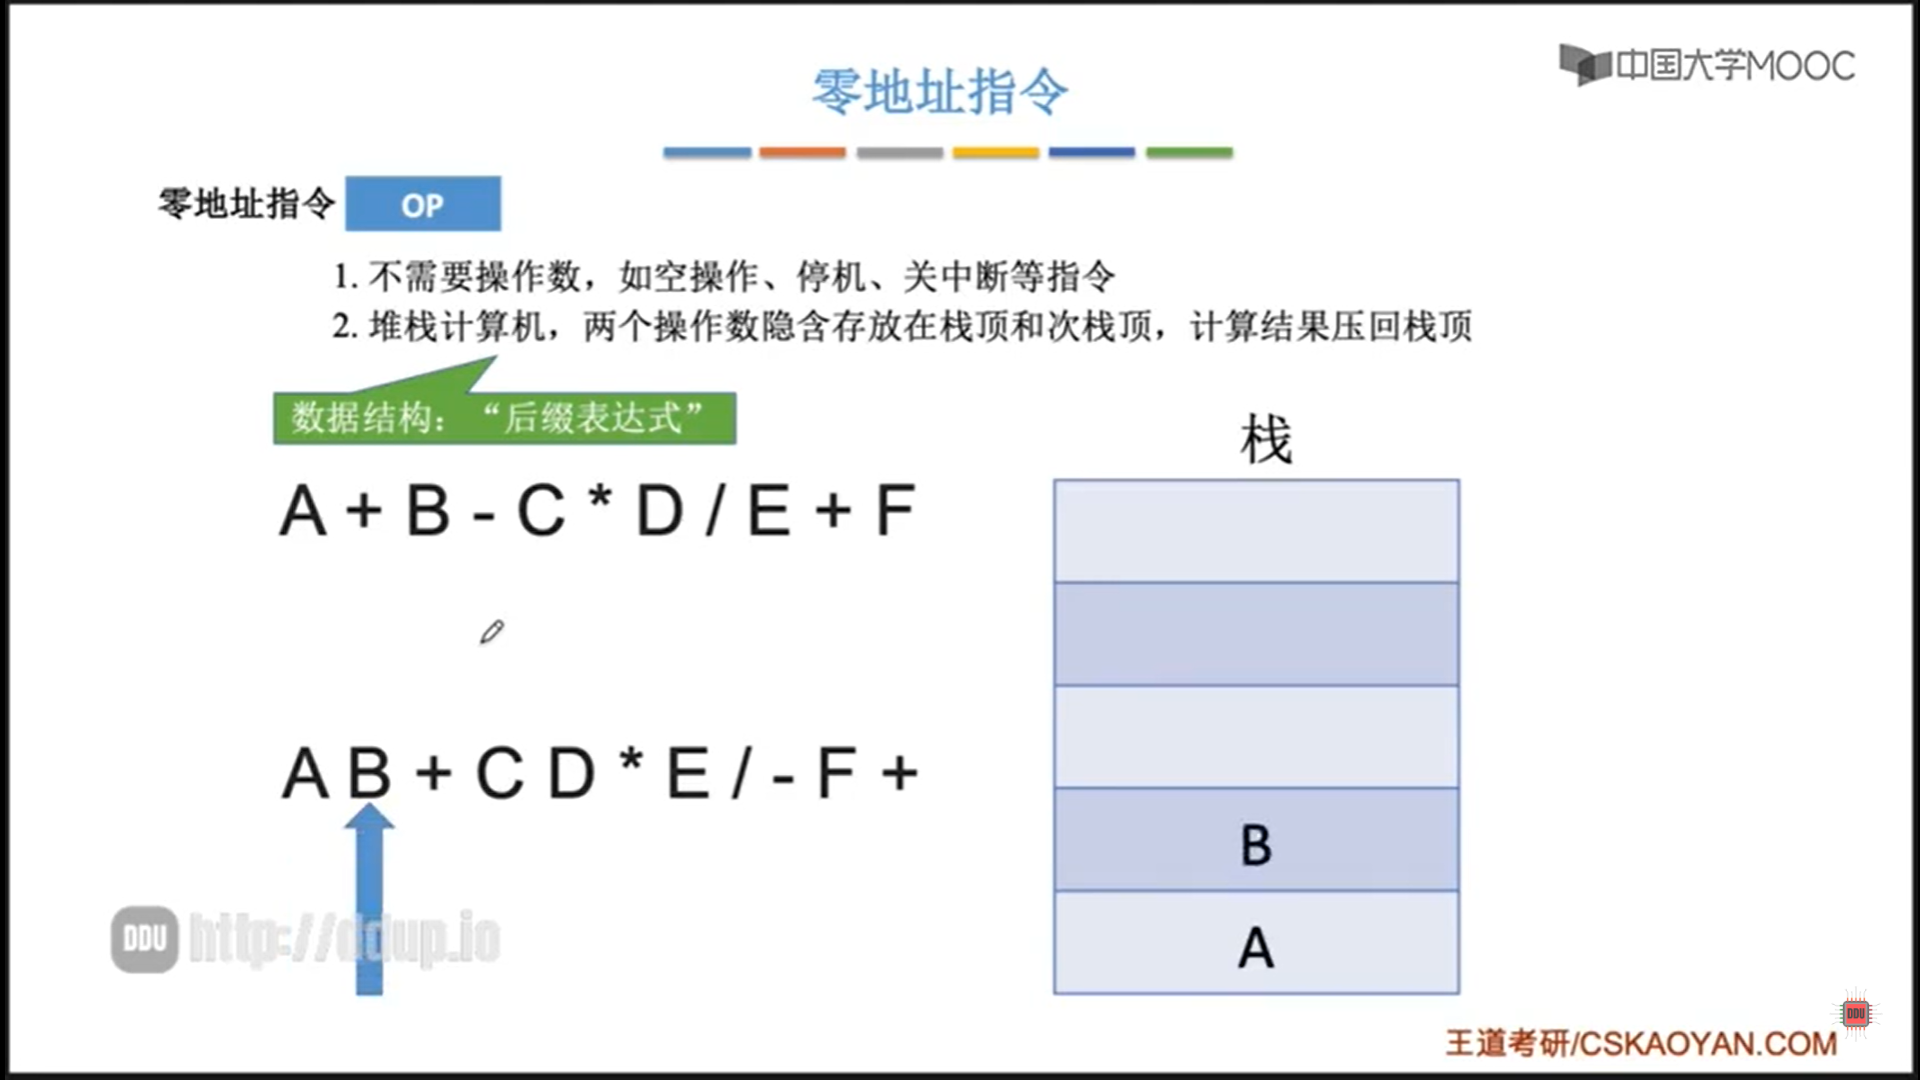 中国大学MOOC
零地址指令
零地址指令 OP
1. 不需要操作数，如空操作、停机、关中断等指令
2. 堆栈计算机，两个操作数隐含存放在栈顶和次栈顶，计算结果压回栈顶
数据结构：“后缀表达式”
栈
A + B - C * D / E + F
A B + C D * E / - F +
B
A
DDU http://ddup.io
DDU
王道考研/CSKAOYAN.COM